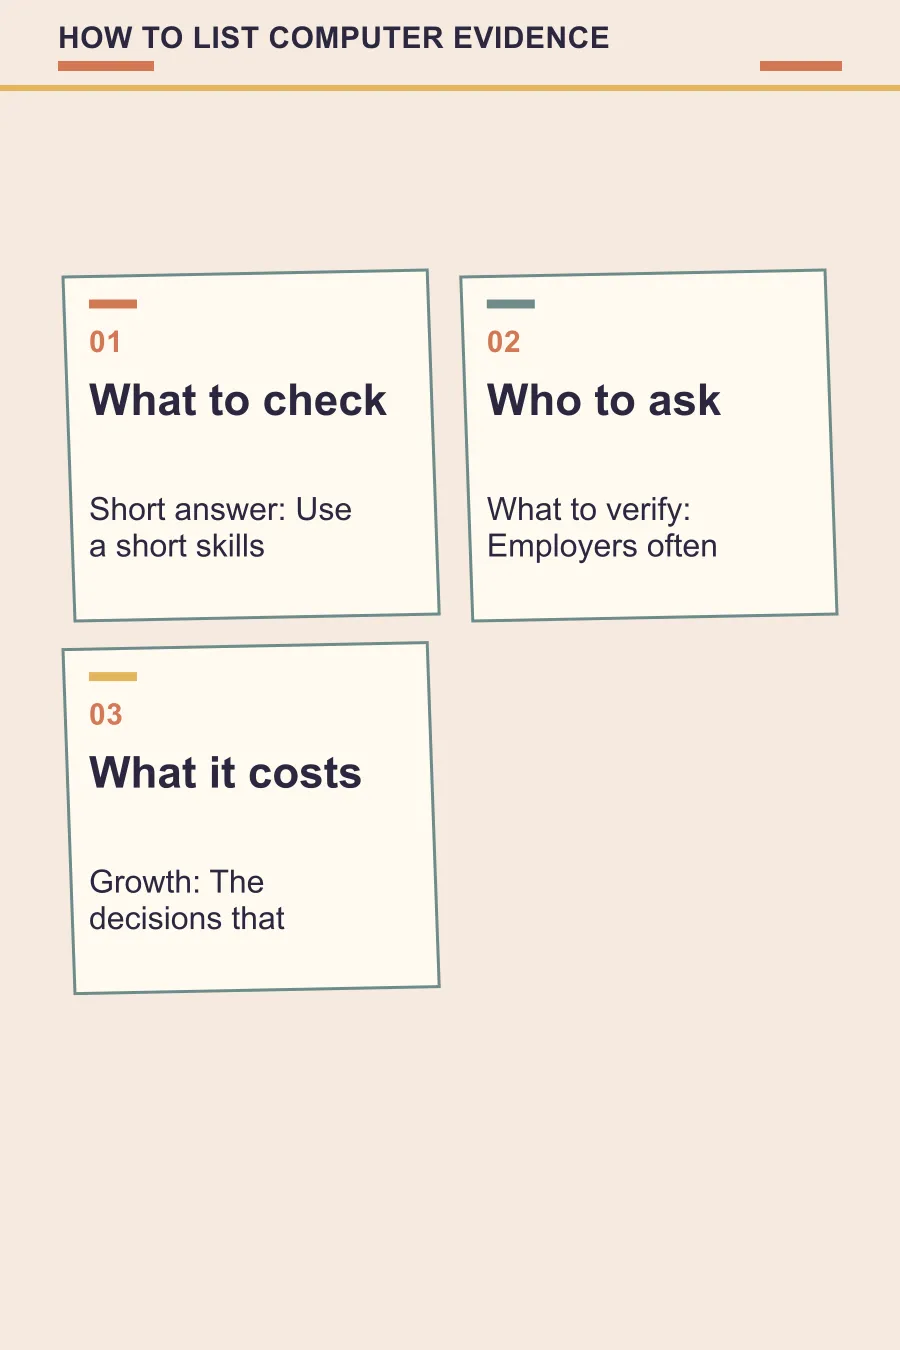 HOW TO LIST COMPUTER EVIDENCE
01
What to check
Short answer: Use
a short skills
02
Who to ask
What to verify:
Employers often
03
What it costs
Growth: The
decisions that